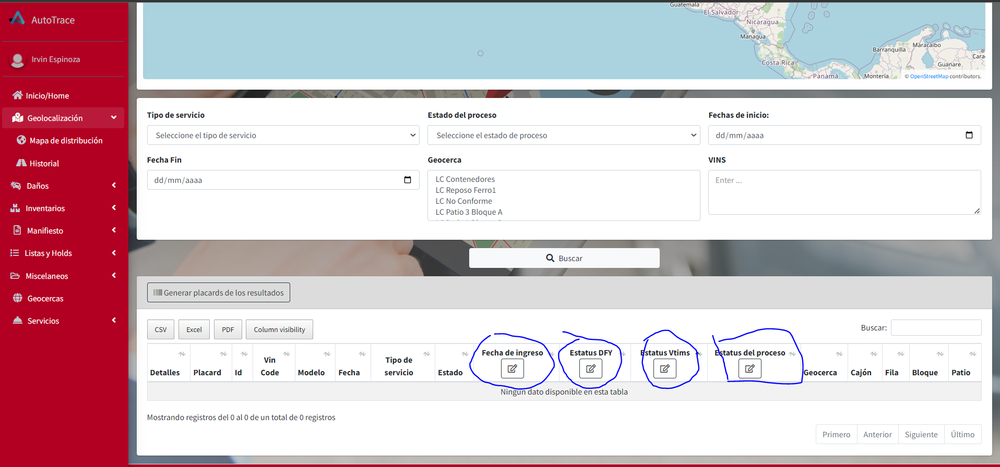 AutoTrace
Irvin Espinoza
Inicio/Home
Geolocalización
Mapa de distribución
Historial
Daños
Inventarios
Manifiesto
Listas y Holds
Miscelaneos
Geocercas
Servicios
Guatemala
El Salvador
Nicaragua
Managua
Costa Rica
Panamá
Barranquilla
Maracaibo
Cara
Guanare
Montería
© OpenStreetMap contributors.
Tipo de servicio
Seleccione el tipo de servicio
Estado del proceso
Seleccione el estado de proceso
Fechas de inicio:
dd/mm/aaaa
Fecha Fin
dd/mm/aaaa
Geocerca
LC Contenedores
LC Reposo Ferro1
LC No Conforme
LC Patio 3 Bloque A
VINS
Enter ...
Buscar
Generar placards de los resultados
CSV Excel PDF Column visibility
Buscar:
Detalles
Placard
Id
Vin
Code
Modelo
Fecha
Tipo de
servicio
Estado
Fecha de ingreso
Estatus DFY
Estatus Vtims
Estatus del proceso
Geocerca
Cajón
Fila
Bloque
Patio
Ningún dato disponible en esta tabla
Mostrando registros del 0 al 0 de un total de 0 registros
Primero Anterior Siguiente Último